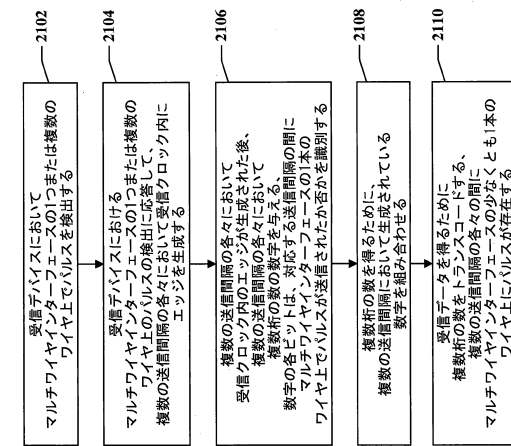 2102
受信デバイスにおいて
マルチワイヤインターフェースの1つまたは複数の
ワイヤ上でパルスを検出する
2104
受信デバイスにおける
マルチワイヤインターフェースの1つまたは複数の
ワイヤ上のパルスの検出に応答して、
複数の送信間隔の各々において受信クロック内に
エッジを生成する
2106
複数の送信間隔の各々において
受信クロック内のエッジが生成された後、
複数の送信間隔の各々において
複数桁の数の数字を与える、
数字の各ビットは、対応する送信間隔の間に
マルチワイヤインターフェースの1本の
ワイヤ上でパルスが送信されたか否かを識別する
2108
複数桁の数を得るために、
複数の送信間隔において生成されている
数字を組み合わせる
2110
受信データを得るために
複数桁の数をトランスコードする、
複数の送信間隔の各々の間に
マルチワイヤインターフェースの少なくとも1本の
ワイヤ上にパルスが存在する